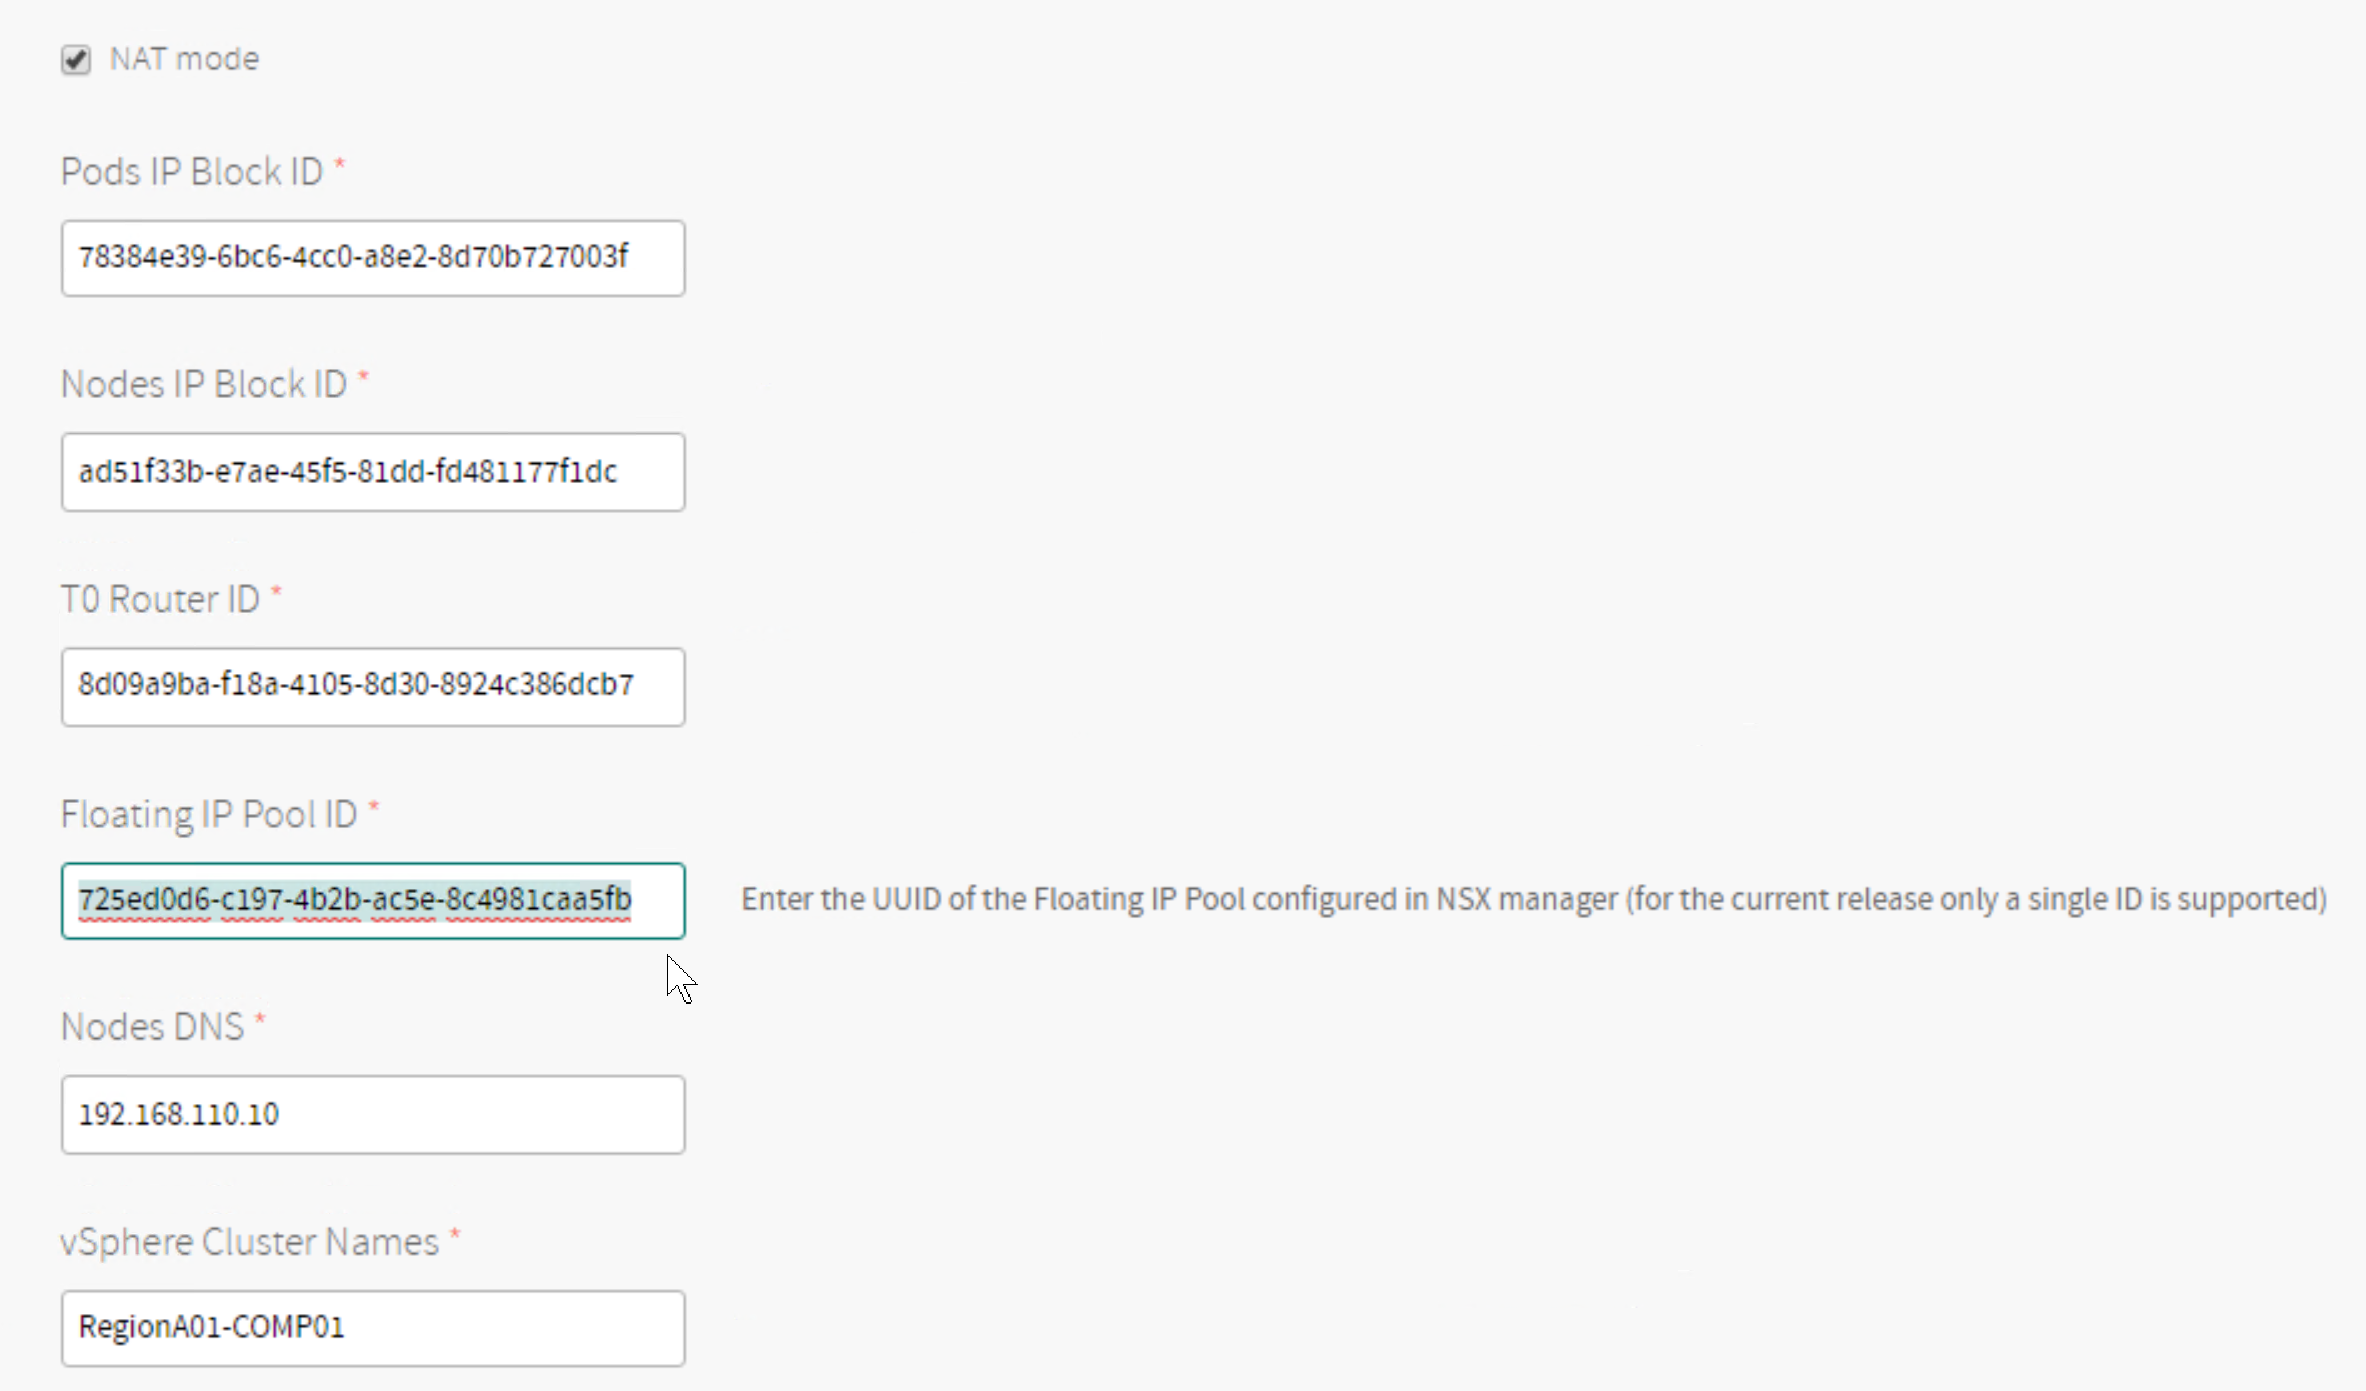 NAT mode
Pods IP Block ID *
78384e39-6bc6-4cc0-a8e2-8d70b727003f
Nodes IP Block ID *
ad51f33b-e7ae-45f5-81dd-fd481177f1dc
T0 Router ID *
8d09a9ba-f18a-4105-8d30-8924c386dcb7
Floating IP Pool ID *
725ed0d6-c197-4b2b-ac5e-8c4981caa5fb Enter the UUID of the Floating IP Pool configured in NSX manager (for the current release only a single ID is supported)
Nodes DNS *
192.168.110.10
vSphere Cluster Names *
RegionA01-COMP01